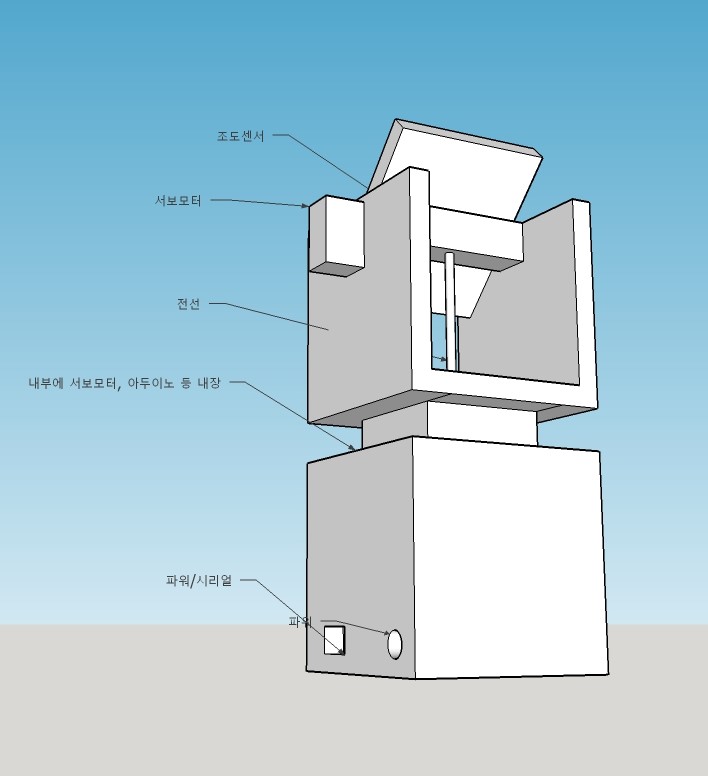 조도센서
서보모터
전선
내부에 서보모터, 아두이노 등 내장
파워/시리얼
파워